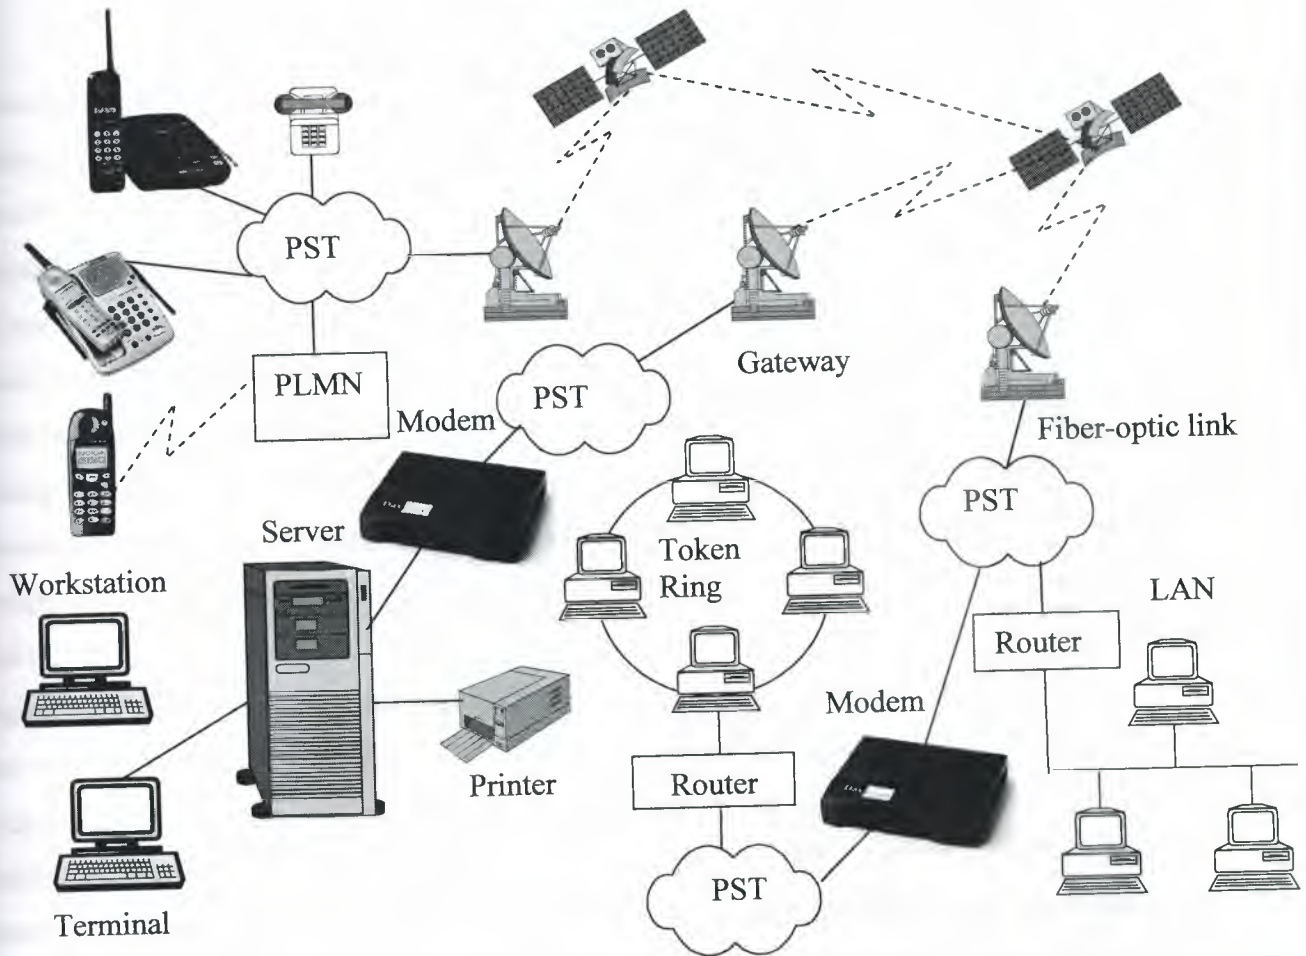 PST
PLMN
Gateway
PST
Modem
Fiber-optic link
PST
Server
Token
Ring
Workstation
LAN
Router
Modem
Printer
Router
PST
Terminal